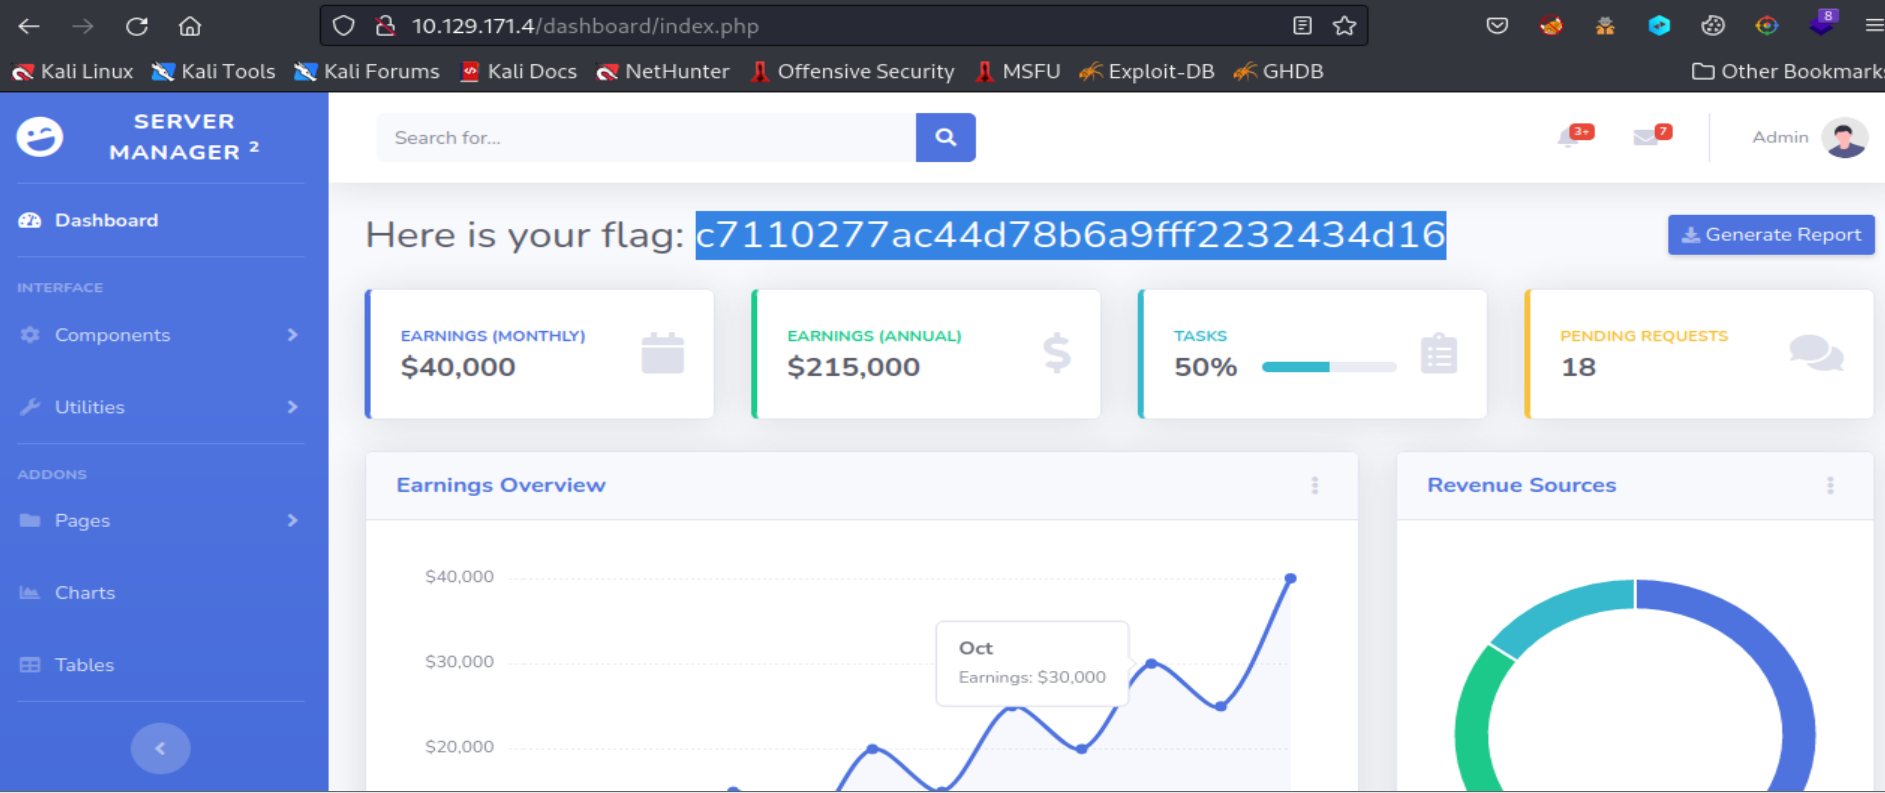 10.129.171.4/dashboard/index.php
8
Kali Linux Kali Tools Kali Forums Kali Docs NetHunter Offensive Security MSFU Exploit-DB GHDB Other Bookmarks
SERVER
MANAGER 2
Search for...
3+
7
Admin
Dashboard
Here is your flag: c7110277ac44d78b6a9fff2232434d16
Generate Report
INTERFACE
Components
Utilities
ADDONS
Pages
Charts
Tables
EARNINGS (MONTHLY)
$40,000
EARNINGS (ANNUAL)
$215,000
TASKS
50%
PENDING REQUESTS
18
Earnings Overview
Revenue Sources
$40,000
$30,000
$20,000
Oct
Earnings: $30,000